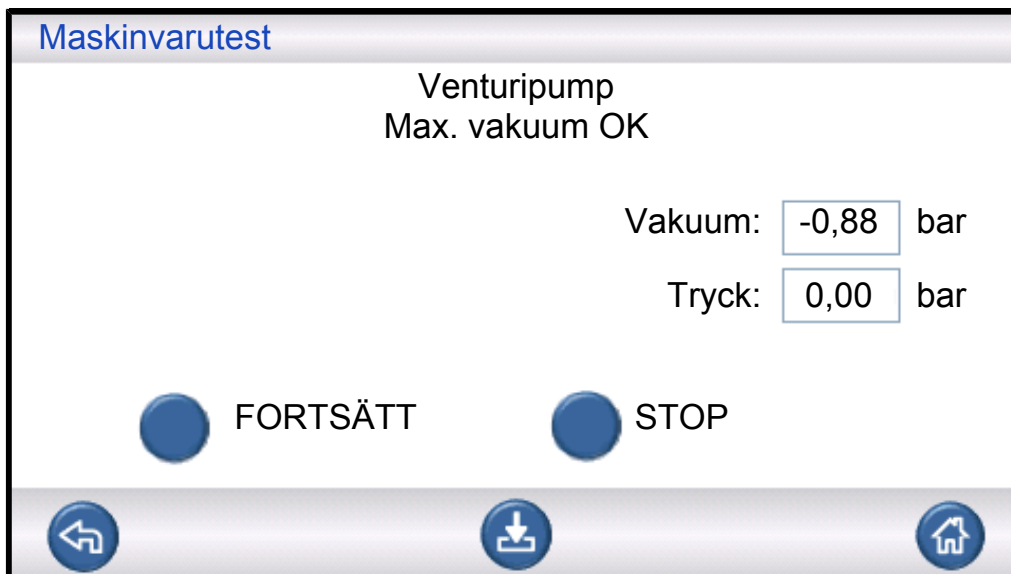 Maskinvarutest
Venturipump
Max. vakuum OK
Vakuum: -0,88 bar
Tryck: 0,00 bar
FORTSÄTT STOP